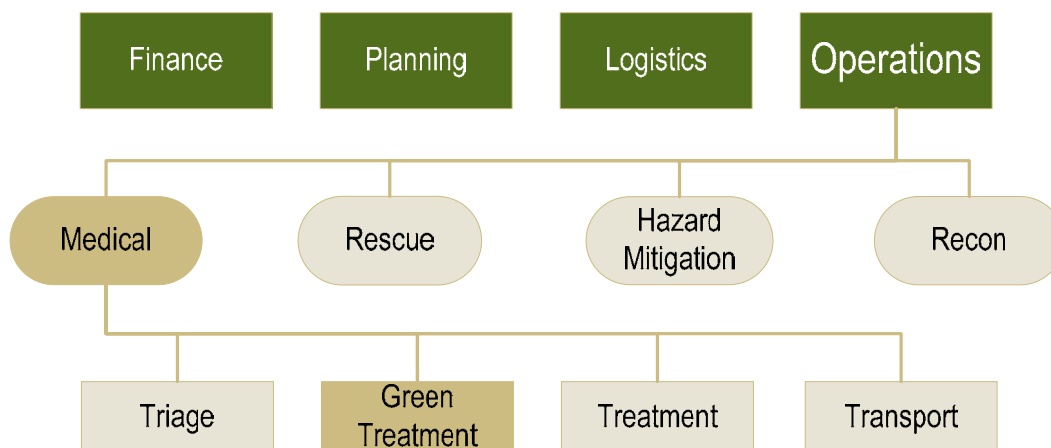 Finance
Planning
Logistics
Operations
Medical
Rescue
Hazard
Mitigation
Recon
Triage
Green
Treatment
Treatment
Transport